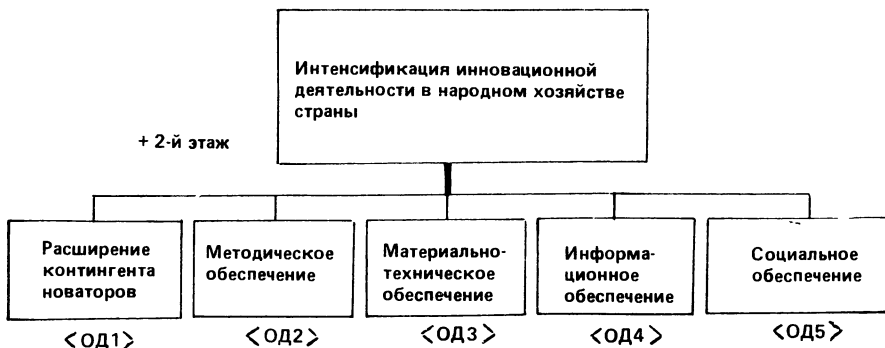 Интенсификация инновационной
деятельности в народном хозяйстве
страны
+ 2-й этаж
Расширение
контингента
новаторов
Методическое
обеспечение
Материально-
техническое
обеспечение
Информа-
ционное
обеспечение
Социальное
обеспечение
<ОД1>
<ОД2>
<ОД3>
<ОД4>
<ОД5>